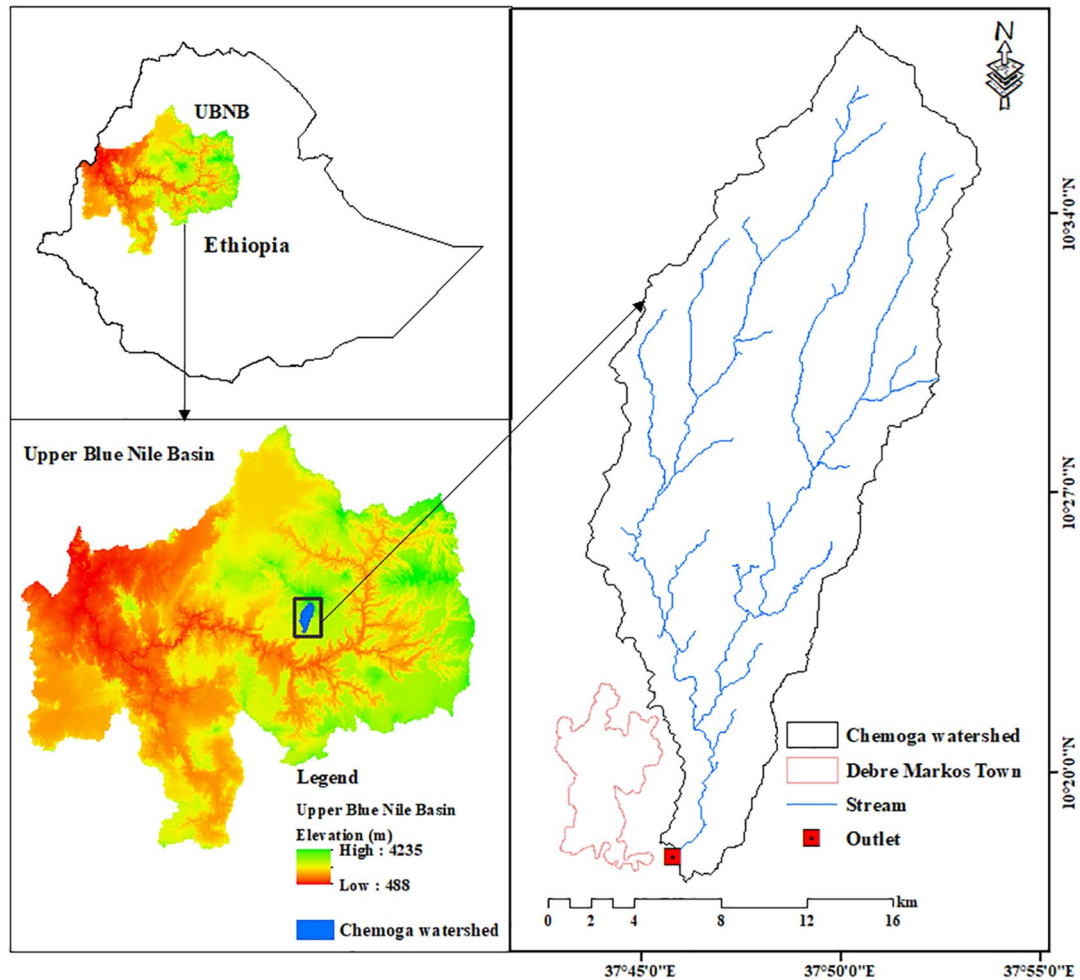 UBNB
Ethiopia
Upper Blue Nile Basin
Legend
Upper Blue Nile Basin
Elevation (m)
High : 4235
Low : 488
Chemoga watershed
N
10°34'0"N
10°27'0"N
10°20'0"N
Chemoga watershed
Debre Markos Town
Stream
Outlet
km
0 2 4 8 12 16
37°45'0"E 37°50'0"E 37°55'0"E